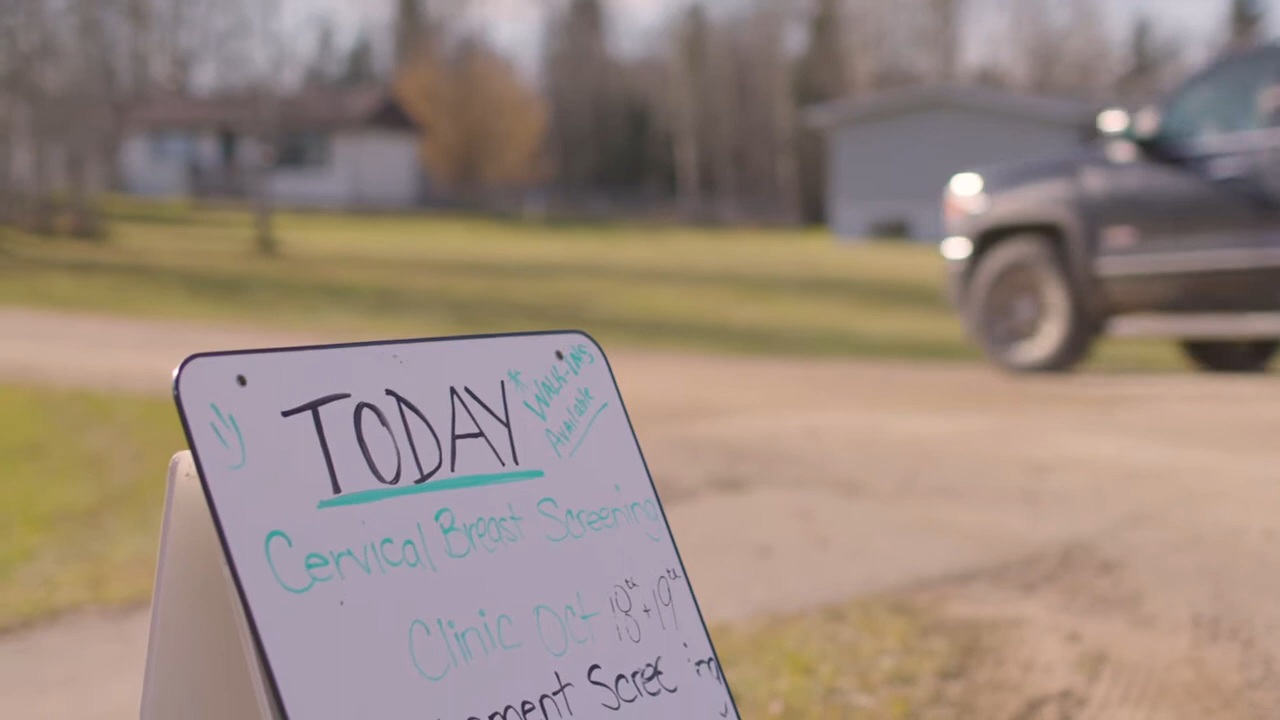 TODAY
* WALK-INS
Available
Cervical Breast Screening
Clinic Oct 18th + 19th